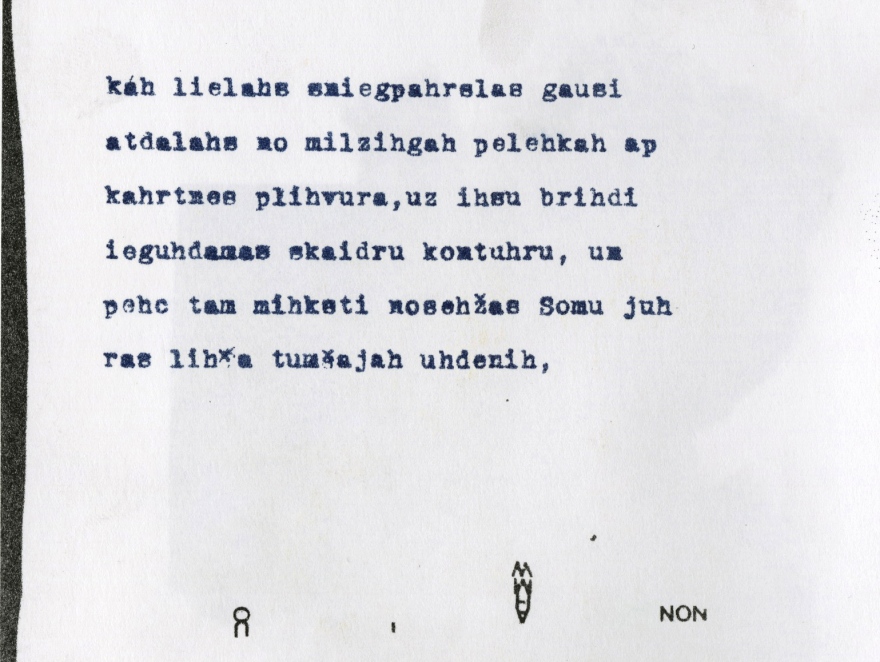 káh lielahs sniegpahrslas gausi
atdalahs no milzihgah pelehkah ap
kahrtnes plihvura,uz ihsu brihdi
ieguhdamas skaidru kontuhru, un
pehc tam mihksti nosehžas Somu juh
ras lihča tumšajah uhdenih,
NON